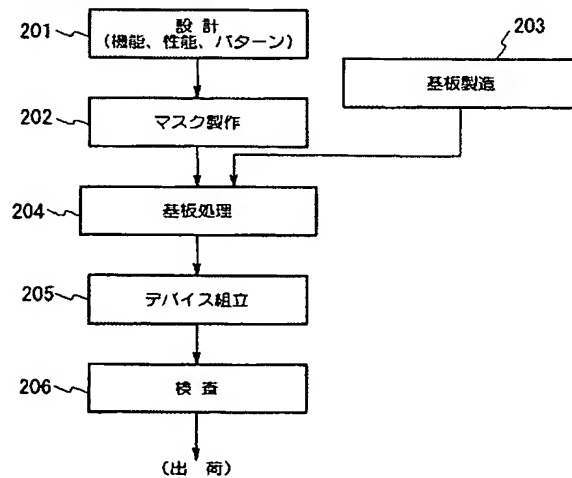 201
設 計
(機能、性能、パターン)
203
基板製造
202
マスク製作
204
基板処理
205
デバイス組立
206
検 査
(出 荷)